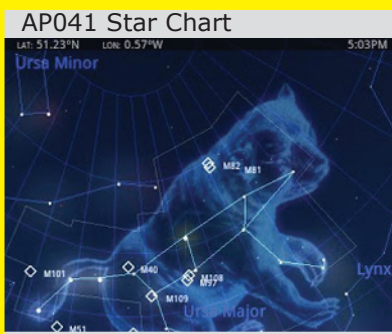 AP041 Star Chart
LAT: 51.23°N LON: 0.57°W 5:03PM
Ursa Minor
M82 M81
Lynx
M101 M40 M108
M97
M109
Ursa Major
M51